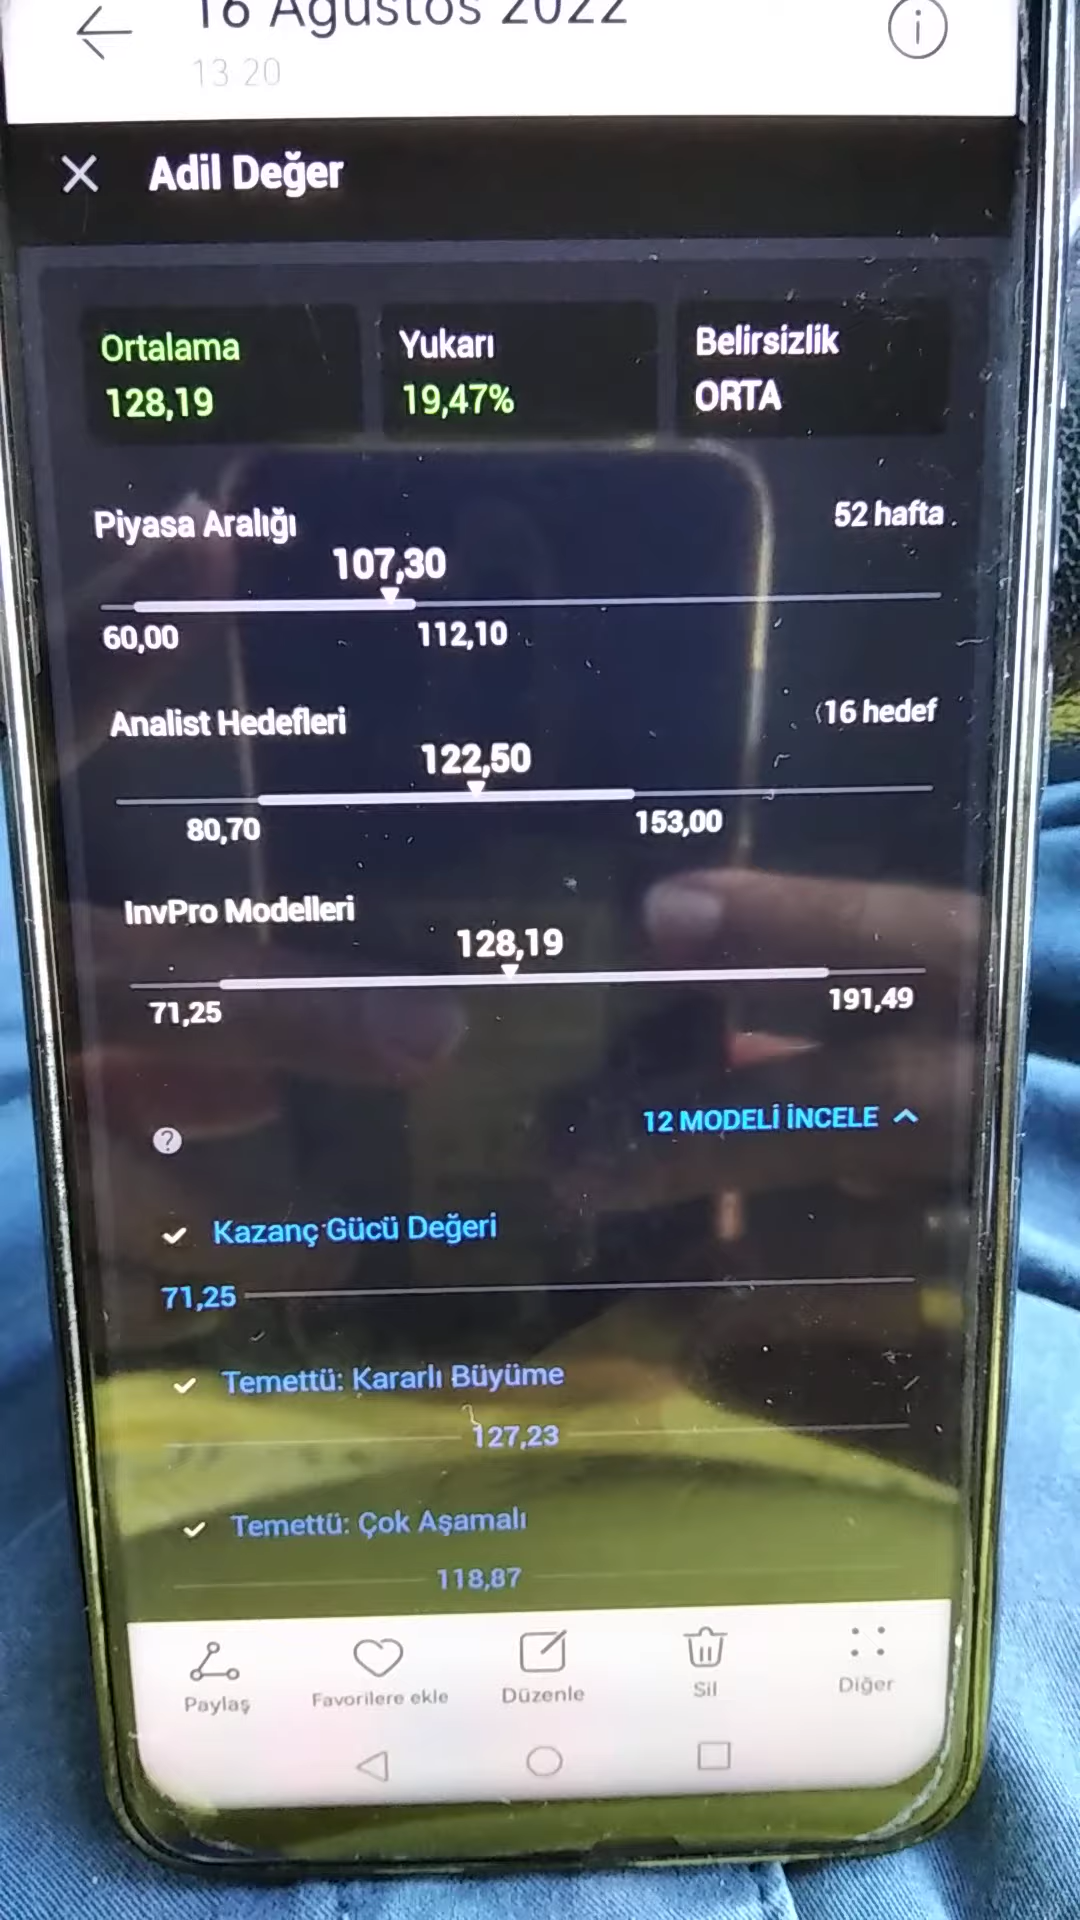 16 Ağustos 2022
13 20
Adil Değer
Ortalama
128,19
Yukarı
19,47%
Belirsizlik
ORTA
Piyasa Aralığı
52 hafta
107,30
60,00
112,10
Analist Hedefleri
16 hedef
122,50
80,70
153,00
InvPro Modelleri
128,19
71,25
191,49
12 MODELİ İNCELE
Kazanç Gücü Değeri
71,25
Temettü: Kararlı Büyüme
127,23
Temettü: Çok Aşamalı
118,87
Paylaş
Favorilere ekle
Düzenle
Sil
Diğer